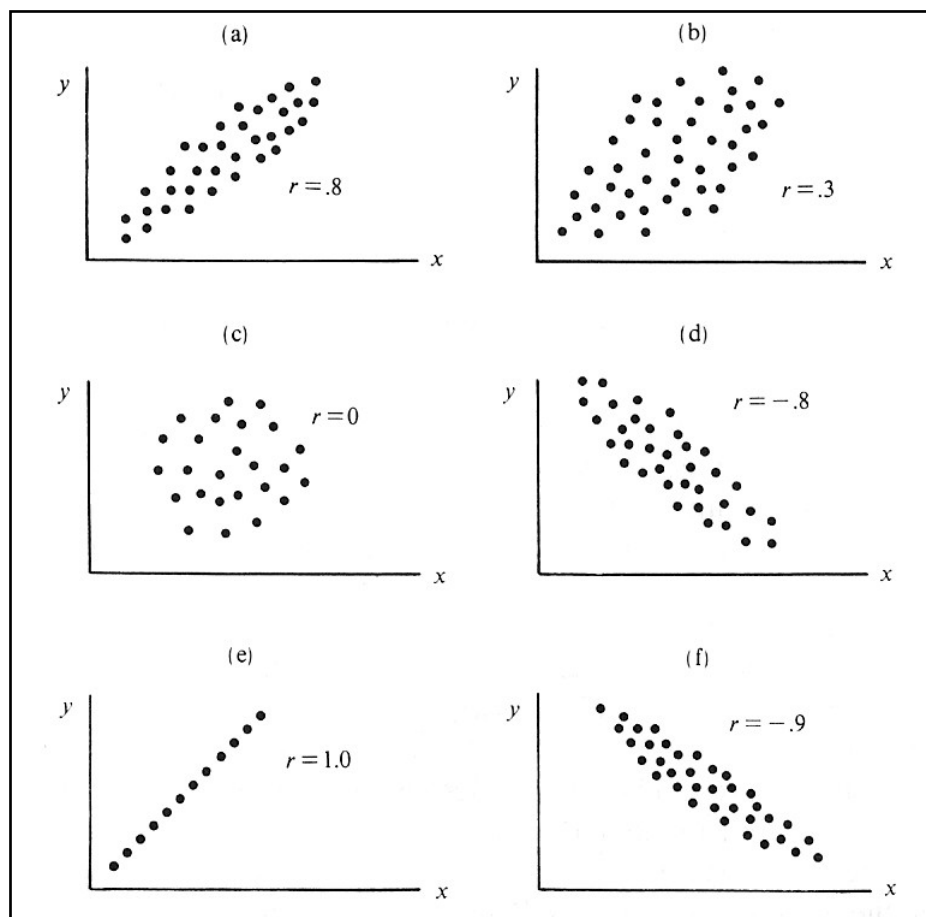 (a)
y
r = .8
x
(b)
y
r = .3
x
(c)
y
r = 0
x
(d)
y
r = −.8
x
(e)
y
r = 1.0
x
(f)
y
r = −.9
x